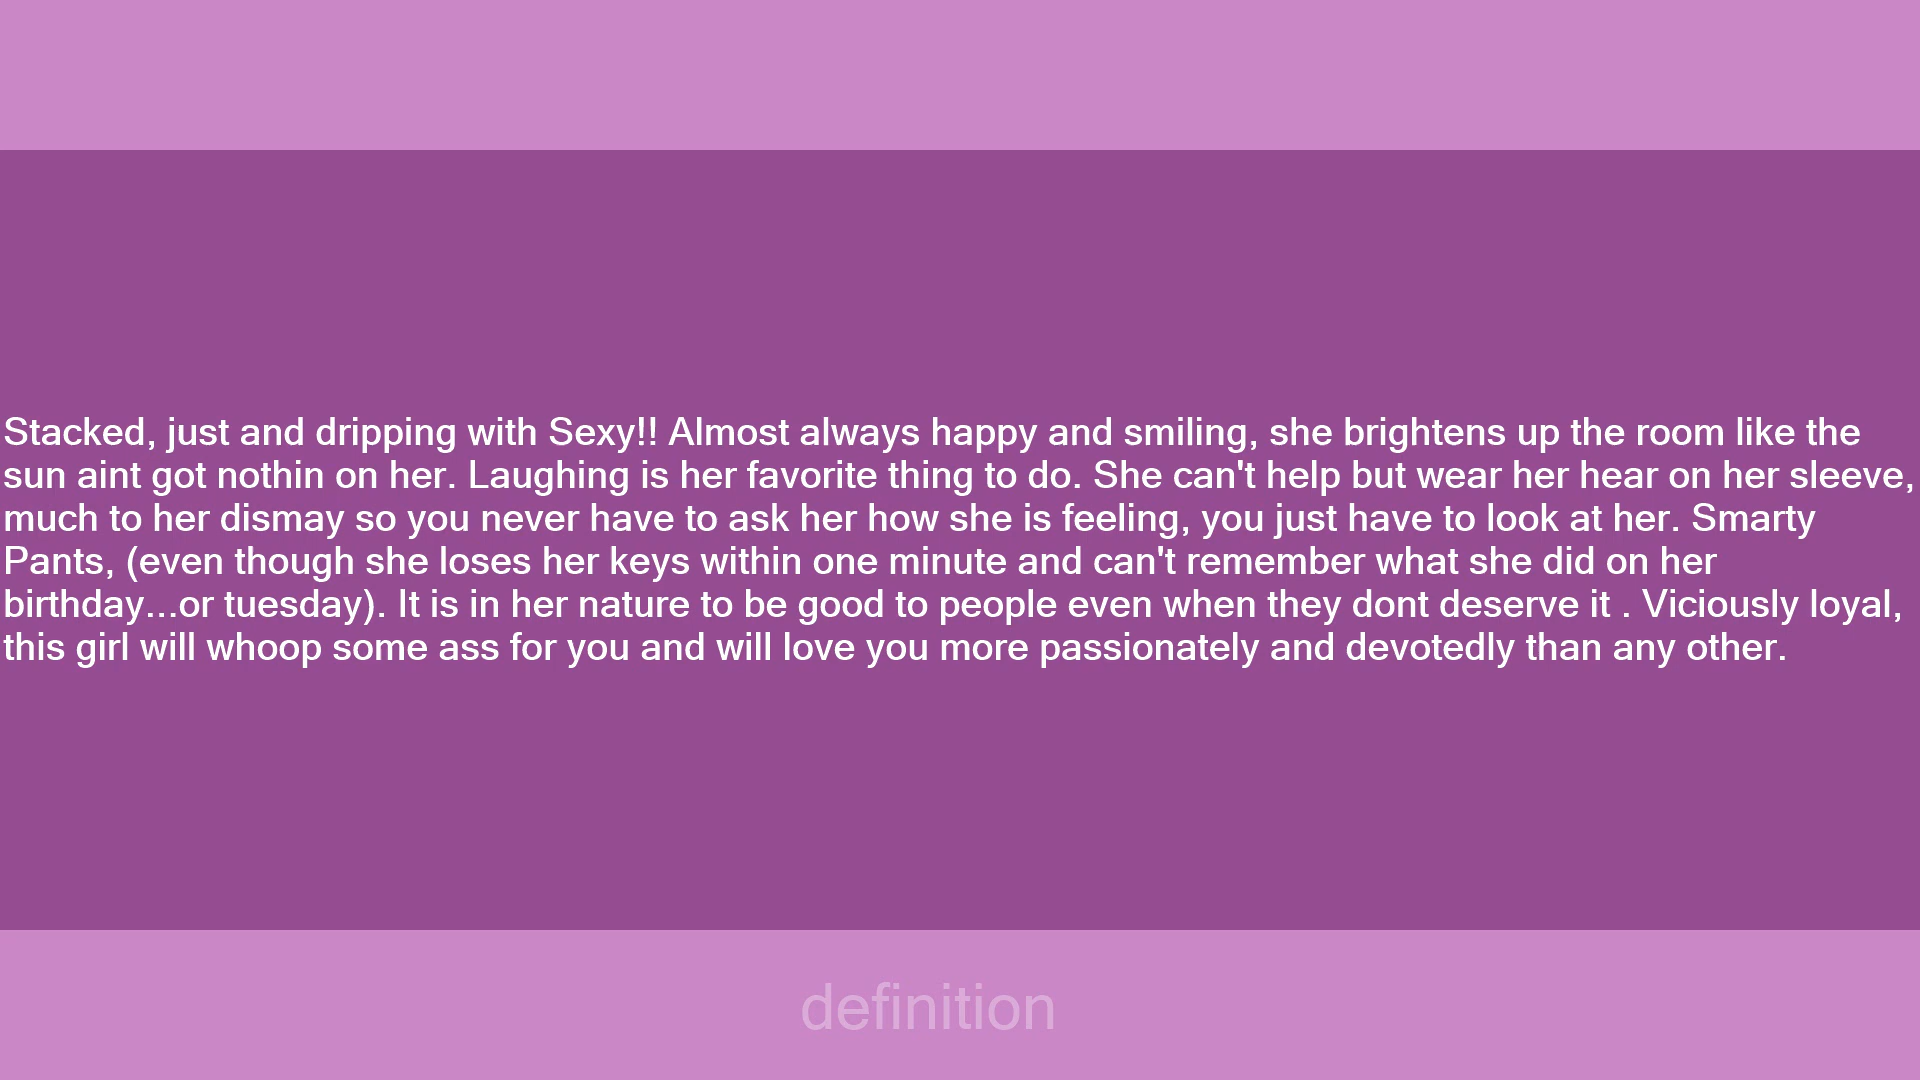 Stacked, just and dripping with Sexy!! Almost always happy and smiling, she brightens up the room like the
sun aint got nothin on her. Laughing is her favorite thing to do. She can't help but wear her hear on her sleeve,
much to her dismay so you never have to ask her how she is feeling, you just have to look at her. Smarty
Pants, (even though she loses her keys within one minute and can't remember what she did on her
birthday...or tuesday). It is in her nature to be good to people even when they dont deserve it . Viciously loyal,
this girl will whoop some ass for you and will love you more passionately and devotedly than any other.
definition